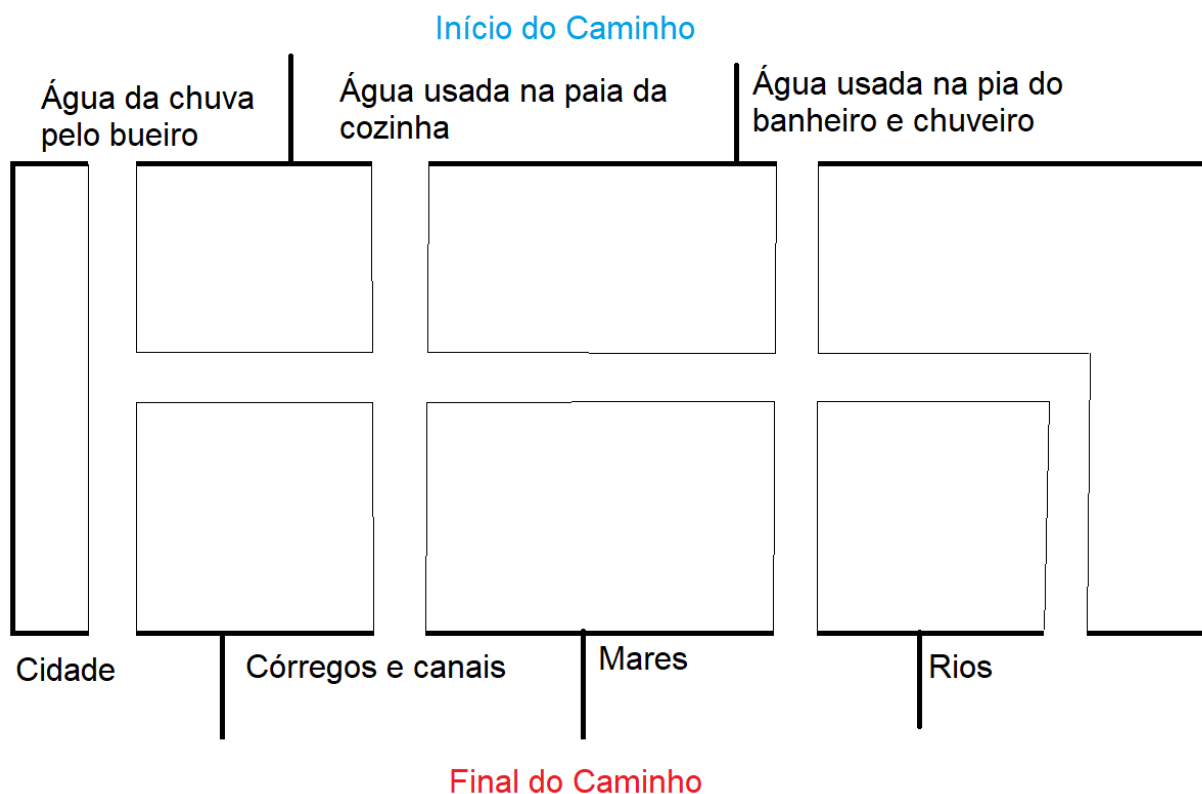 Início do Caminho
Água da chuva
pelo bueiro
Água usada na paia da
cozinha
Água usada na pia do
banheiro e chuveiro
Cidade
Córregos e canais
Mares
Rios
Final do Caminho